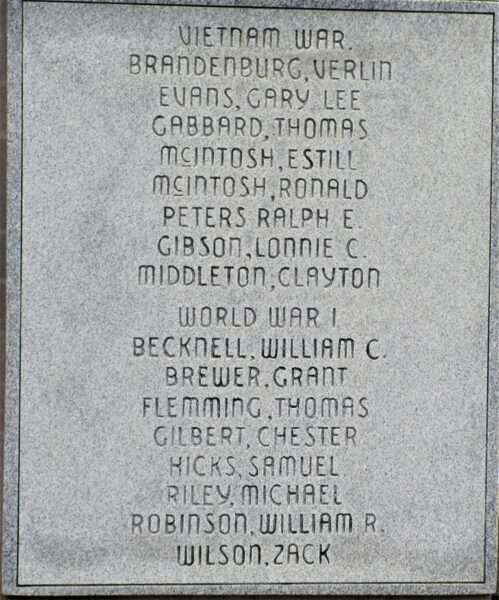 VIETNAM WAR.
BRANDENBURG, VERLIN
EVANS, GARY LEE
GABBARD, THOMAS
MCINTOSH, ESTILL
MCINTOSH, RONALD
PETERS RALPH E.
GIBSON, LONNIE C.
MIDDLETON, CLAYTON
WORLD WAR I
BECKNELL, WILLIAM C.
BREWER, GRANT
FLEMMING, THOMAS
GILBERT, CHESTER
HICKS, SAMUEL
RILEY, MICHAEL
ROBINSON, WILLIAM R.
WILSON, ZACK